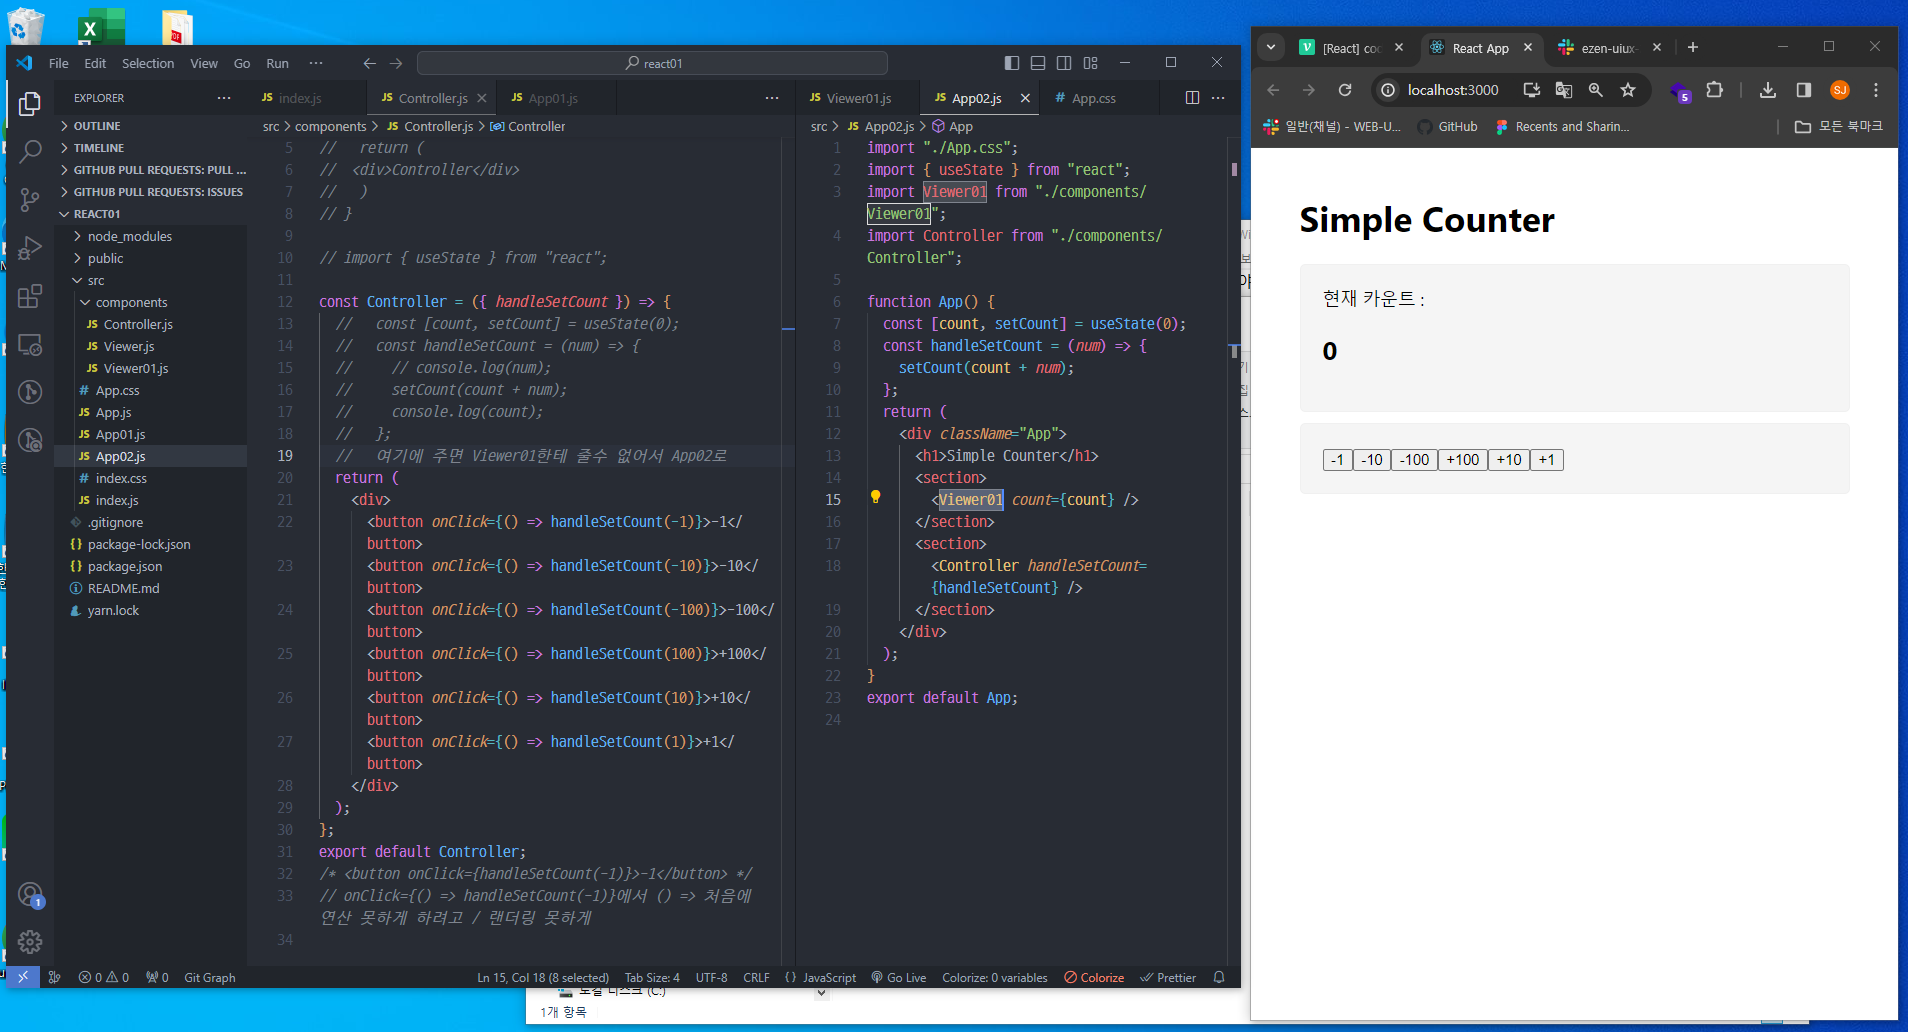 File Edit Selection View Go Run ··· react01
EXPLORER ···
OUTLINE
TIMELINE
GITHUB PULL REQUESTS: PULL ...
GITHUB PULL REQUESTS: ISSUES
REACT01
node_modules
public
src
components
JS Controller.js
JS Viewer.js
JS Viewer01.js
# App.css
JS App.js
JS App01.js
JS App02.js
# index.css
JS index.js
.gitignore
{} package-lock.json
{} package.json
README.md
yarn.lock
1
JS index.js JS Controller.js JS App01.js ···
src > components > JS Controller.js > Controller
5 //   return (
6 //  <div>Controller</div>
7 //   )
8 // }
9
10 // import { useState } from "react";
11
12 const Controller = ({ handleSetCount }) => {
13 //   const [count, setCount] = useState(0);
14 //   const handleSetCount = (num) => {
15 //     // console.log(num);
16 //     setCount(count + num);
17 //     console.log(count);
18 //   };
19 //   여기에 주면 Viewer01한테 줄수 없어서 App02로
20 return (
21 <div>
22 <button onClick={() => handleSetCount(-1)}>-1</
button>
23 <button onClick={() => handleSetCount(-10)}>-10</
button>
24 <button onClick={() => handleSetCount(-100)}>-100</
button>
25 <button onClick={() => handleSetCount(100)}>+100</
button>
26 <button onClick={() => handleSetCount(10)}>+10</
button>
27 <button onClick={() => handleSetCount(1)}>+1</
button>
28 </div>
29 );
30 };
31 export default Controller;
32 /* <button onClick={handleSetCount(-1)}>-1</button> */
33 // onClick={() => handleSetCount(-1)}에서 () => 처음에
연산 못하게 하려고 / 랜더링 못하게
34
JS Viewer01.js JS App02.js # App.css ···
src > JS App02.js > App
1 import "./App.css";
2 import { useState } from "react";
3 import Viewer01 from "./components/
Viewer01";
4 import Controller from "./components/
Controller";
5
6 function App() {
7 const [count, setCount] = useState(0);
8 const handleSetCount = (num) => {
9 setCount(count + num);
10 };
11 return (
12 <div className="App">
13 <h1>Simple Counter</h1>
14 <section>
15 <Viewer01 count={count} />
16 </section>
17 <section>
18 <Controller handleSetCount=
{handleSetCount} />
19 </section>
20 </div>
21 );
22 }
23 export default App;
24
0 0 0 Git Graph Ln 15, Col 18 (8 selected) Tab Size: 4 UTF-8 CRLF {} JavaScript Go Live Colorize: 0 variables Colorize Prettier
로컬 디스크 (C:)
1개 항목
[React] coc React App ezen-uiux-
localhost:3000 5 SJ
일반(채널) - WEB-U... GitHub Recents and Sharin... 모든 북마크
Simple Counter
현재 카운트 :
0
-1 -10 -100 +100 +10 +1